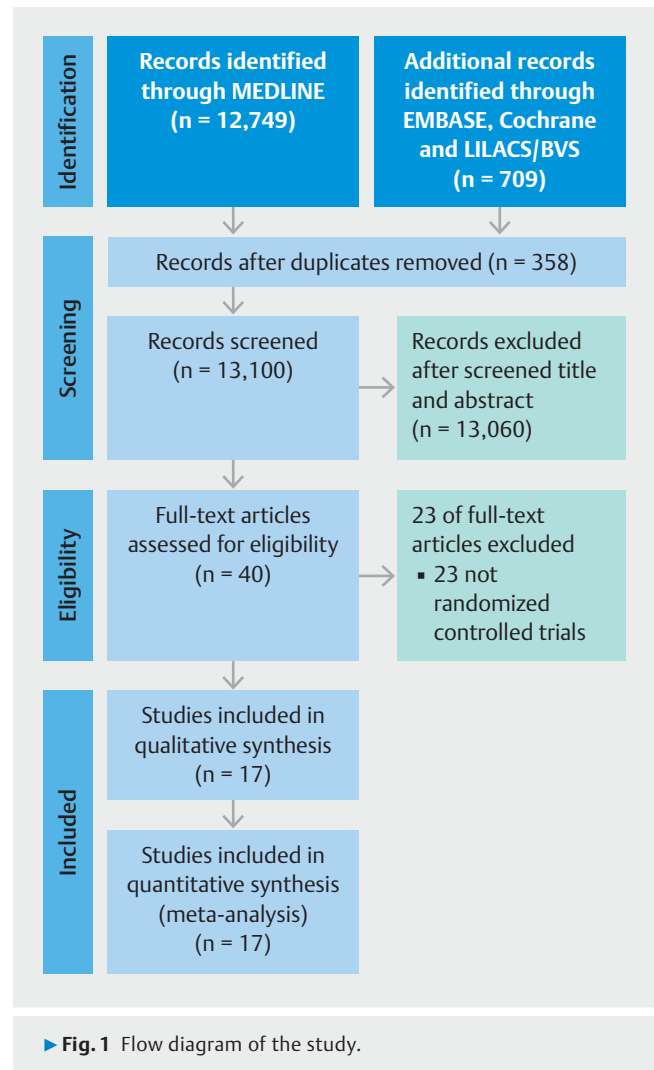 Identification
Records identified
through MEDLINE
(n = 12,749)
Additional records
identified through
EMBASE, Cochrane
and LILACS/BVS
(n = 709)
Screening
Records after duplicates removed (n = 358)
Records screened
(n = 13,100)
Records excluded
after screened title
and abstract
(n = 13,060)
Eligibility
Full-text articles
assessed for eligibility
(n = 40)
23 of full-text
articles excluded
▪ 23 not
randomized
controlled trials
Included
Studies included in
qualitative synthesis
(n = 17)
Studies included in
quantitative synthesis
(meta-analysis)
(n = 17)
▶ Fig. 1 Flow diagram of the study.